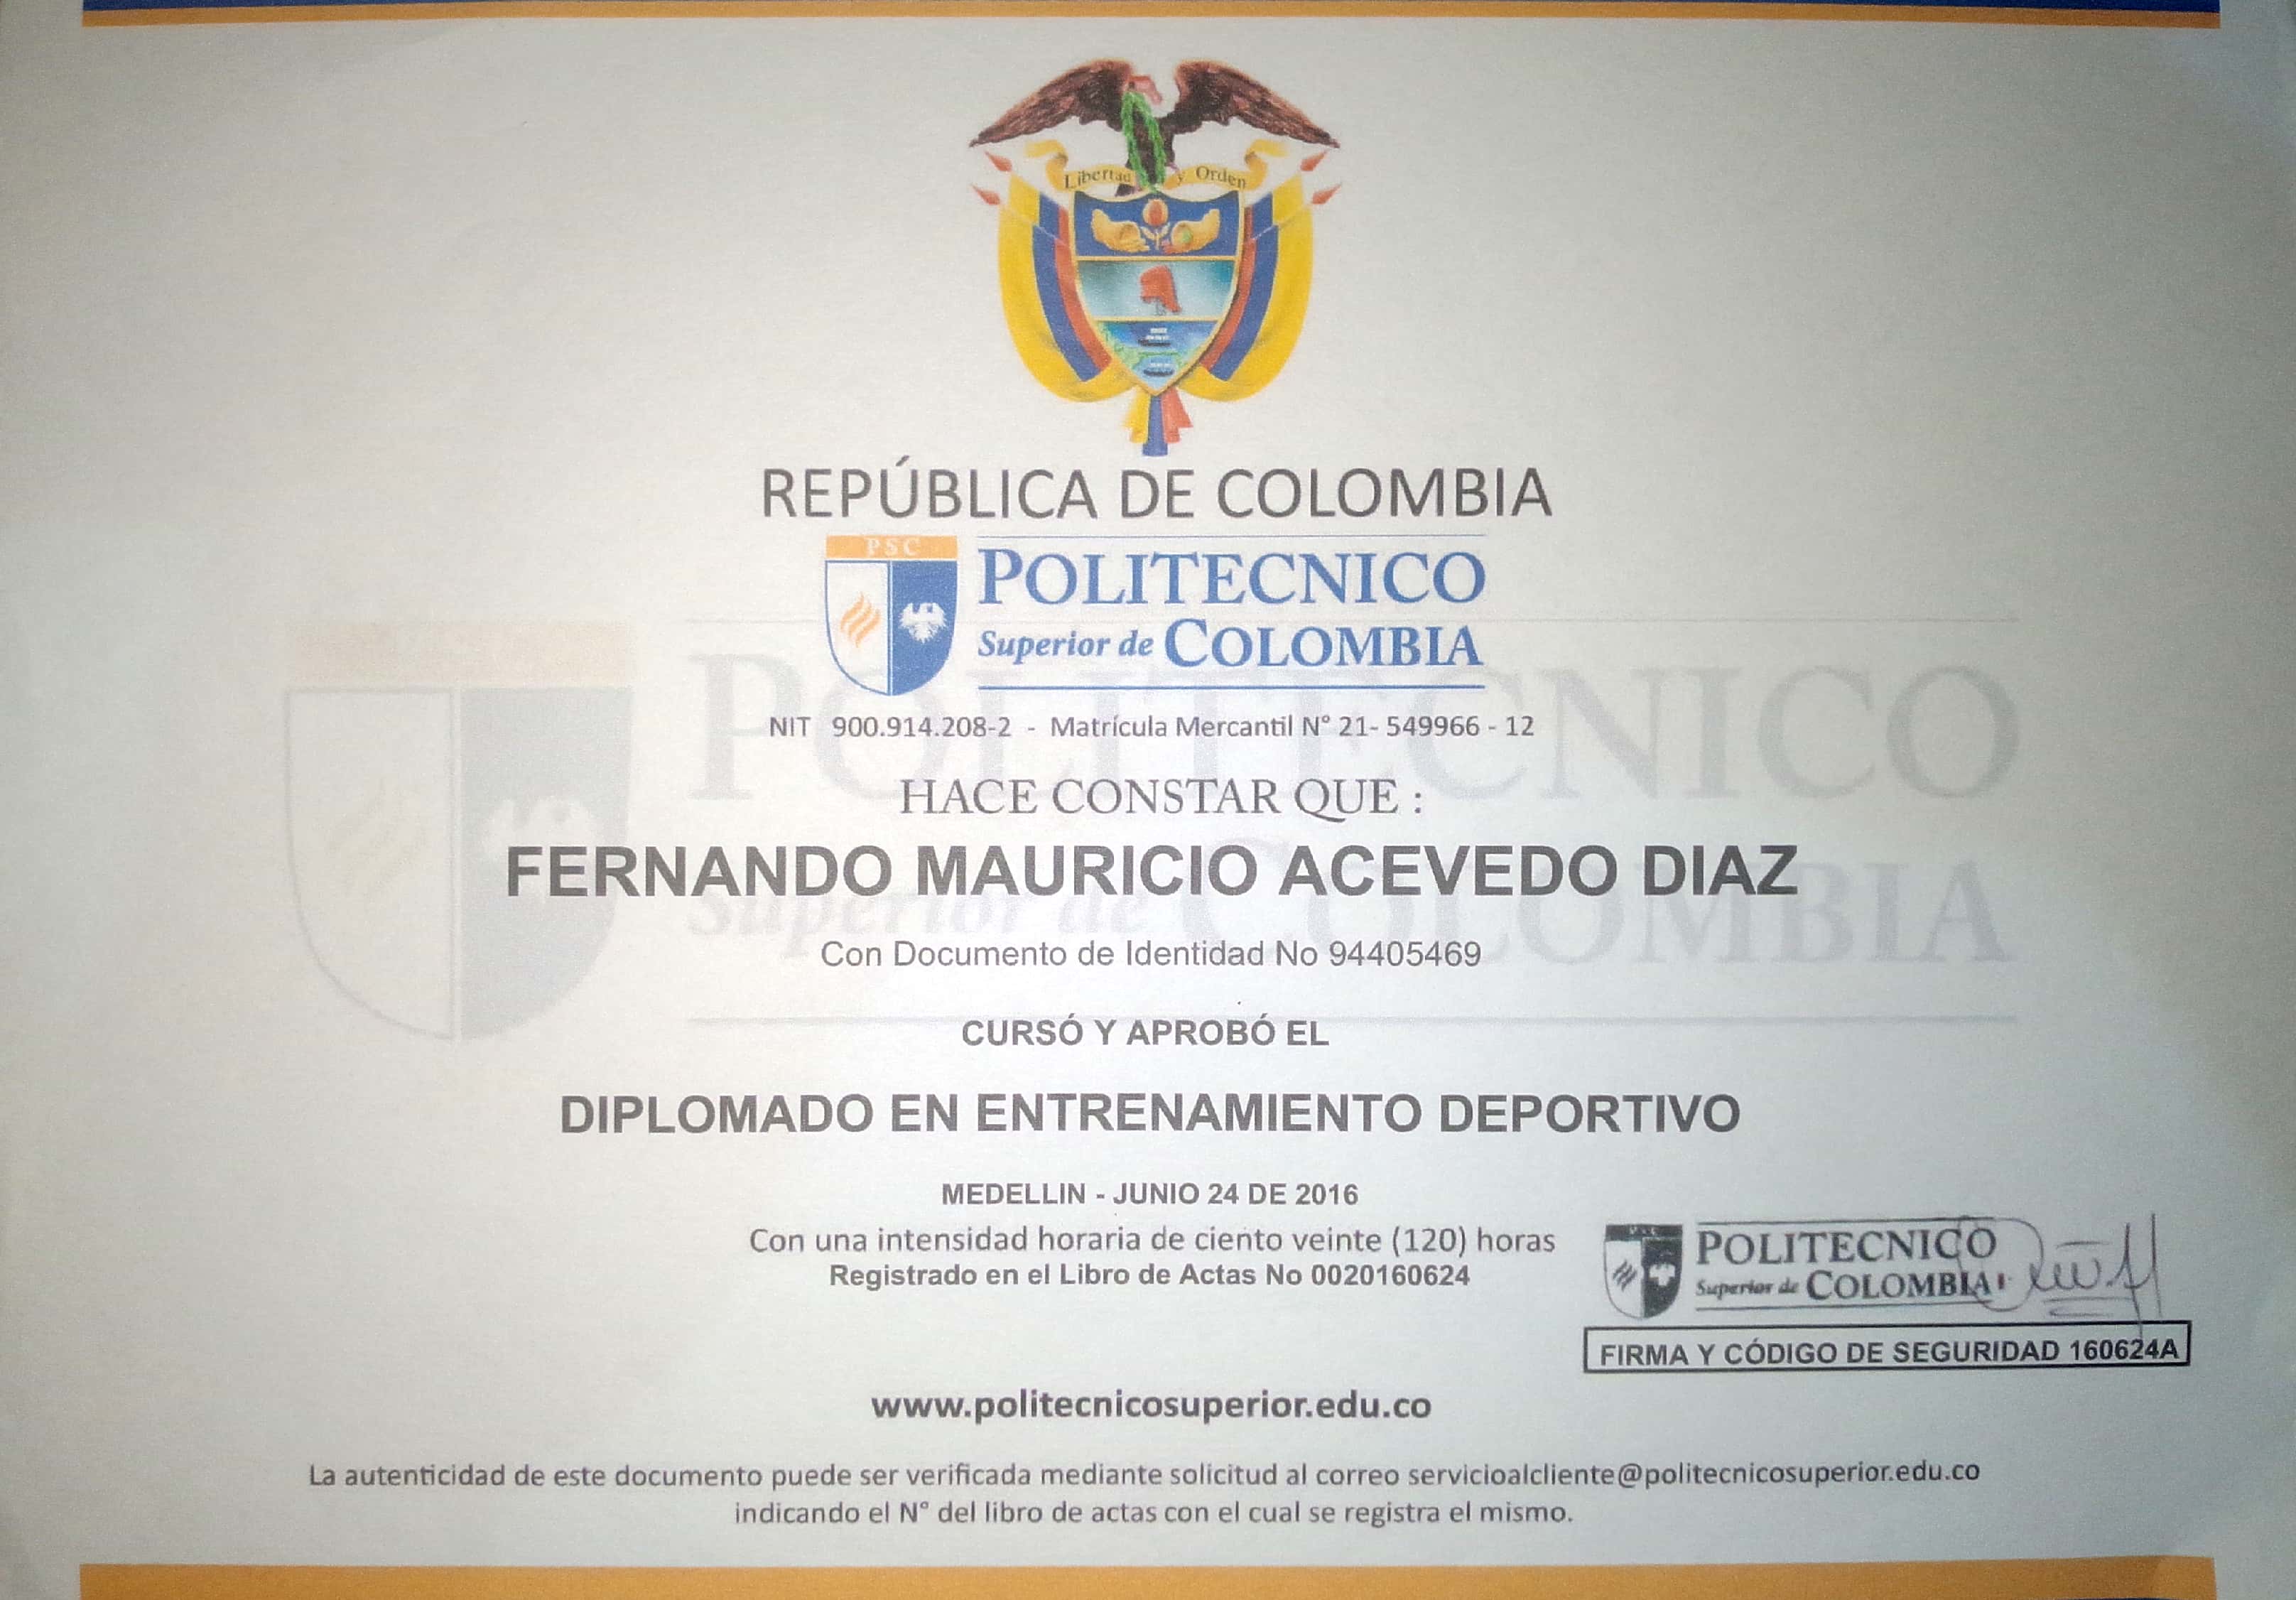 Libertad y Orden
REPÚBLICA DE COLOMBIA
PSC
POLITECNICO
Superior de COLOMBIA
NIT 900.914.208-2 - Matrícula Mercantil N° 21- 549966 - 12
HACE CONSTAR QUE :
FERNANDO MAURICIO ACEVEDO DIAZ
Con Documento de Identidad No 94405469
CURSÓ Y APROBÓ EL
DIPLOMADO EN ENTRENAMIENTO DEPORTIVO
MEDELLIN - JUNIO 24 DE 2016
Con una intensidad horaria de ciento veinte (120) horas
Registrado en el Libro de Actas No 0020160624
PSC
POLITECNICO
Superior de COLOMBIA
FIRMA Y CÓDIGO DE SEGURIDAD 160624A
www.politecnicosuperior.edu.co
La autenticidad de este documento puede ser verificada mediante solicitud al correo servicioalcliente@politecnicosuperior.edu.co
indicando el N° del libro de actas con el cual se registra el mismo.
POLITECNICO
Superior de COLOMBIA